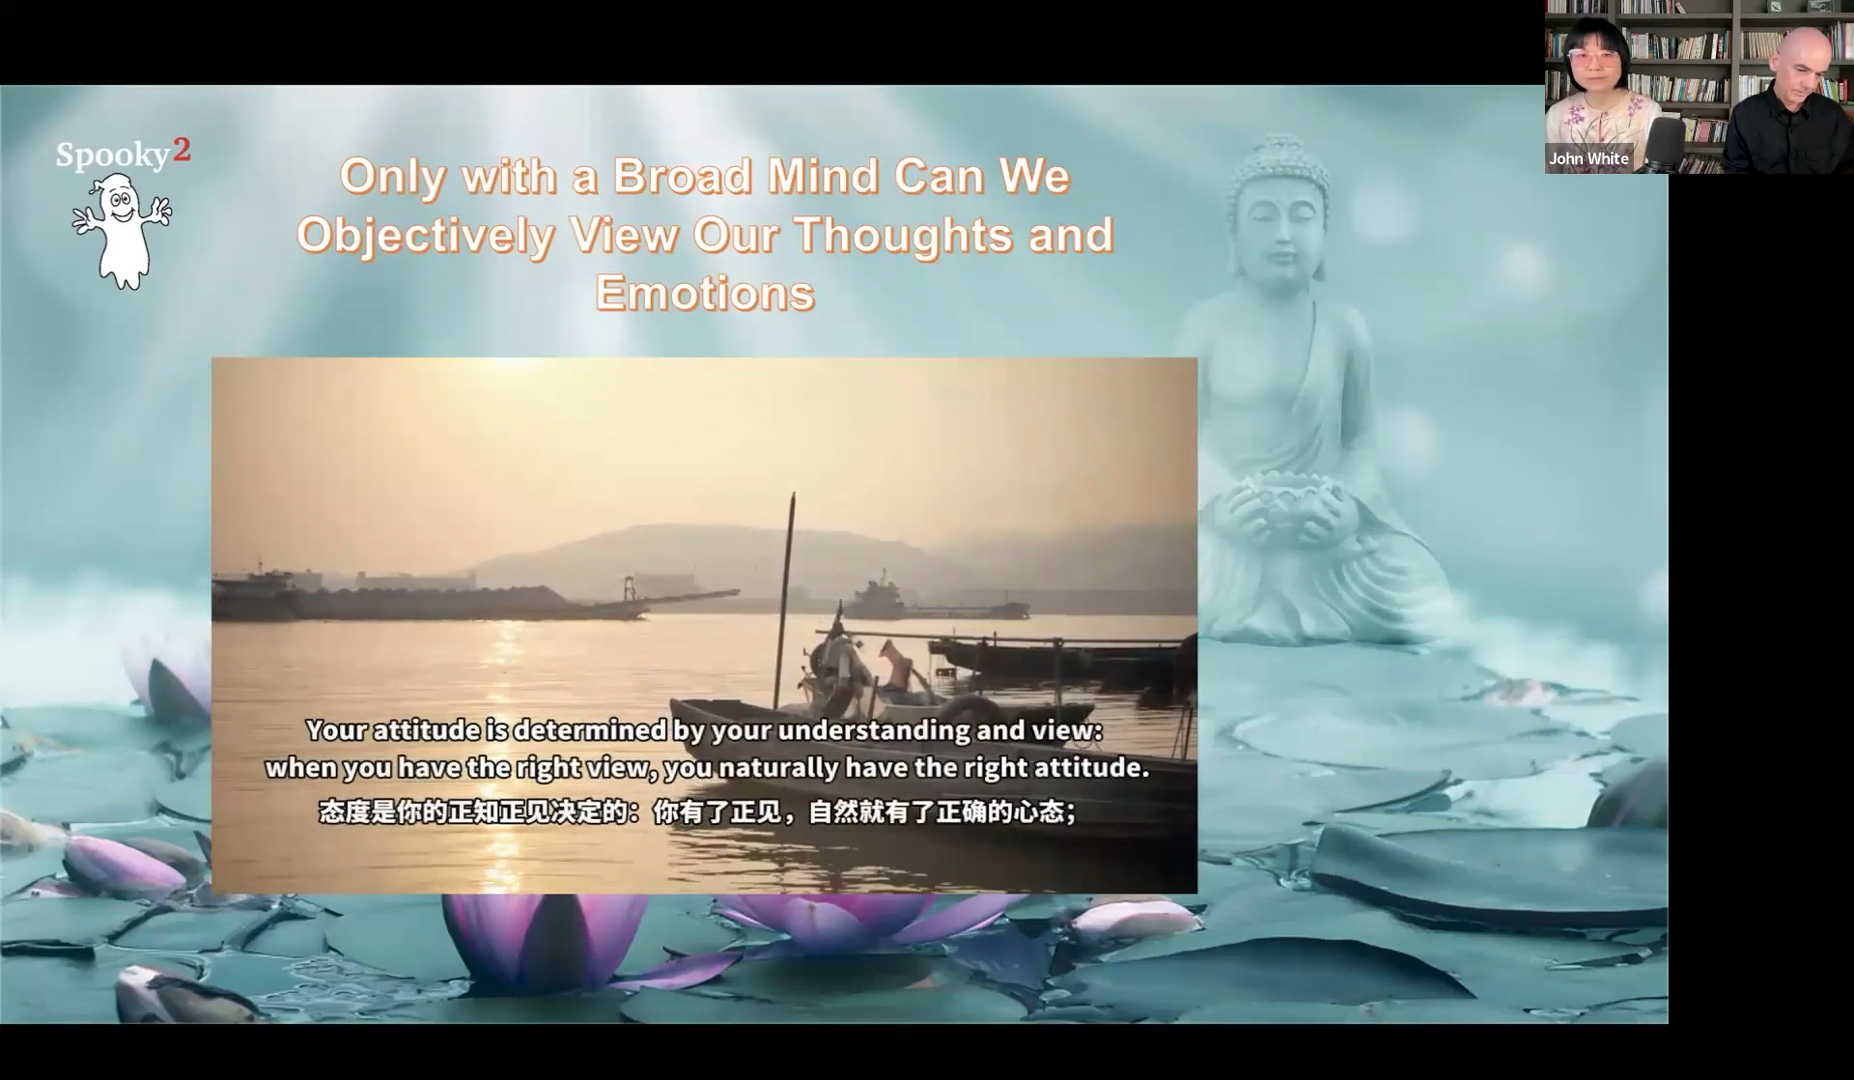 Spooky2
Only with a Broad Mind Can We
Objectively View Our Thoughts and
Emotions
John White
Your attitude is determined by your understanding and view:
when you have the right view, you naturally have the right attitude.
态度是你的正知正见决定的：你有了正见，自然就有了正确的心态；